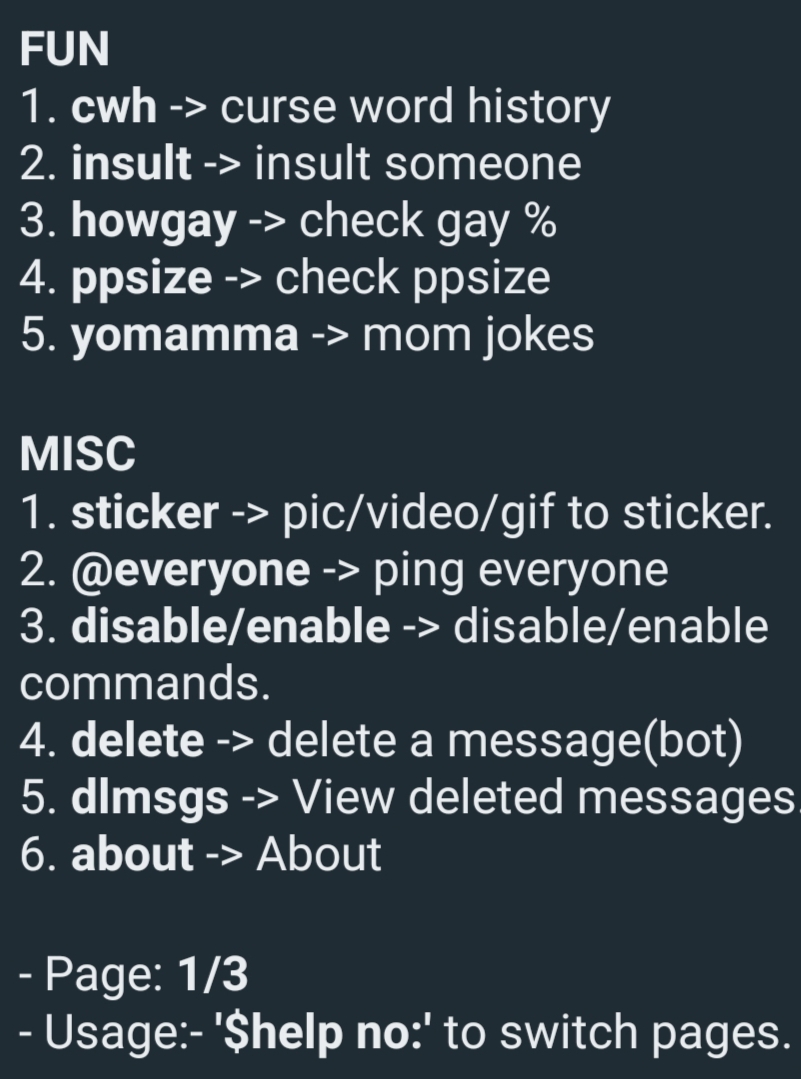 FUN
1. cwh -> curse word history
2. insult -> insult someone
3. howgay -> check gay %
4. ppsize -> check ppsize
5. yomamma -> mom jokes
MISC
1. sticker -> pic/video/gif to sticker.
2. @everyone -> ping everyone
3. disable/enable -> disable/enable
commands.
4. delete -> delete a message(bot)
5. dlmsgs -> View deleted messages.
6. about -> About
- Page: 1/3
- Usage:- '$help no:' to switch pages.